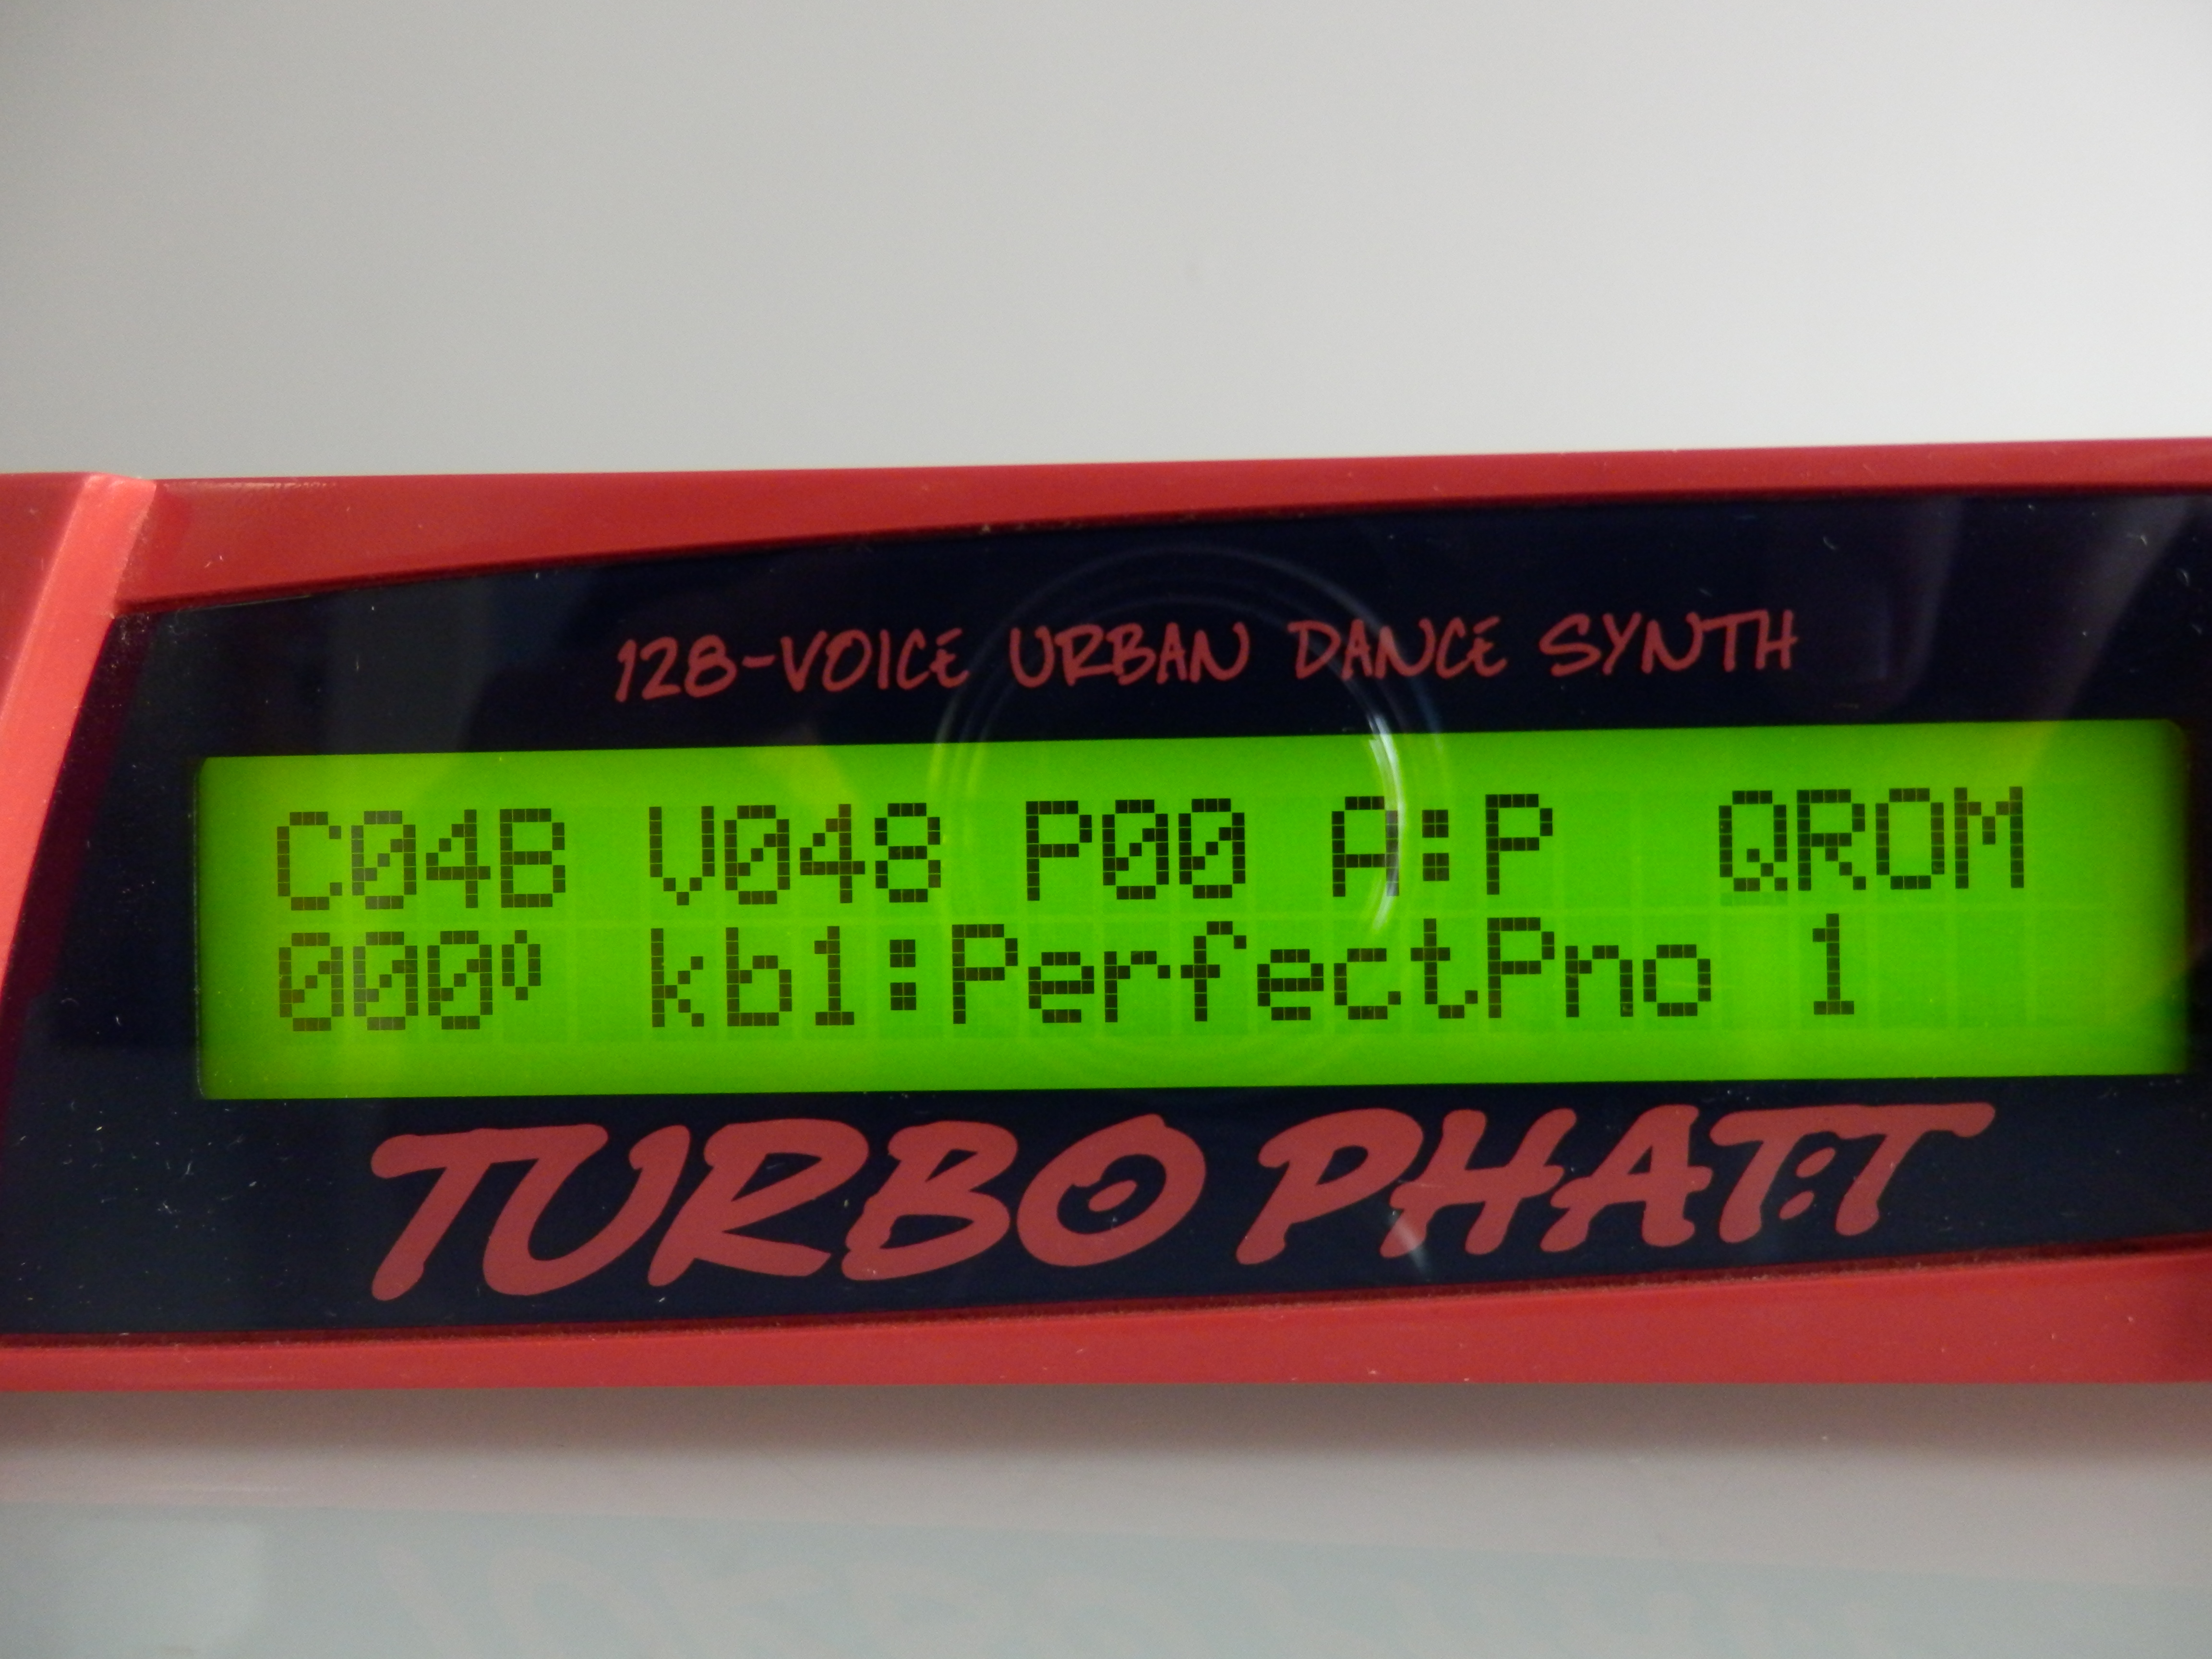 128-VOICE URBAN DANCE SYNTH
C04B V048 P00 A:P QROM
000⁰ kb1:PerfectPno 1
TURBO PHATT